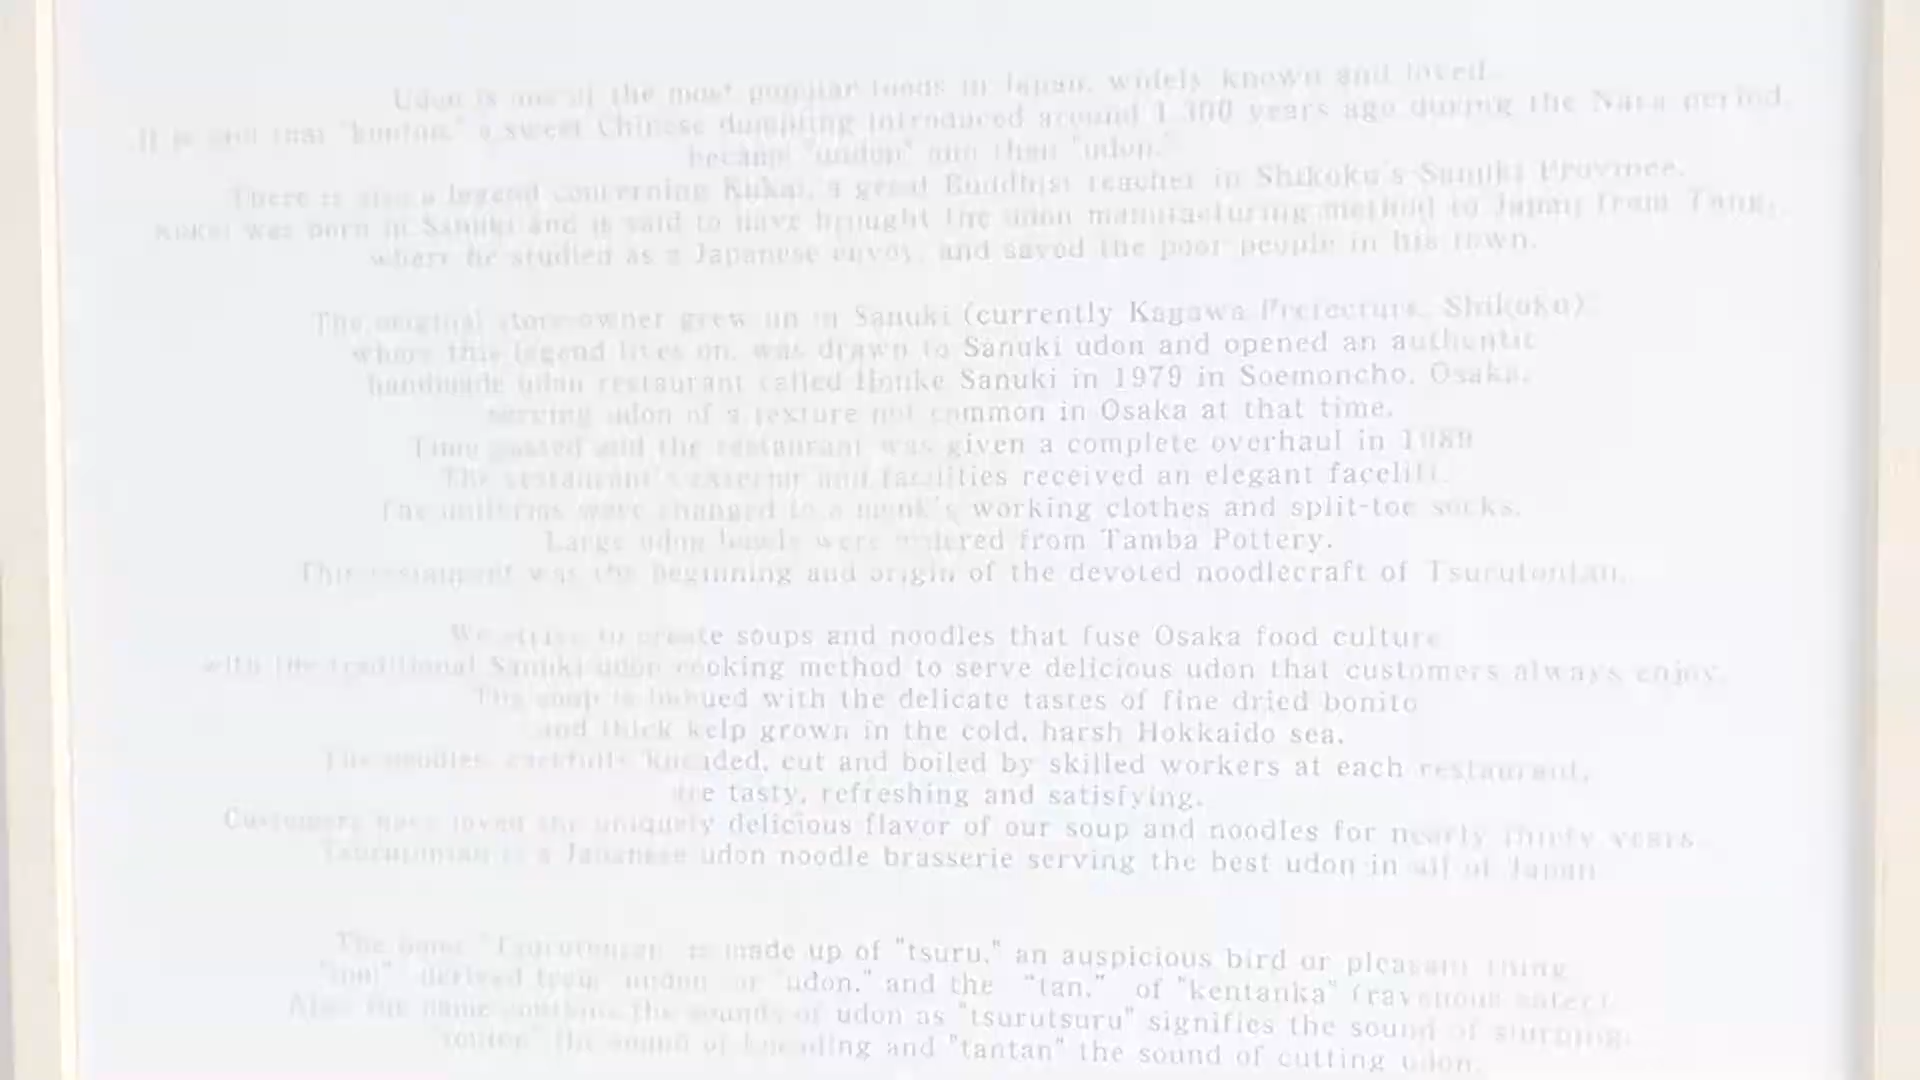 Udon is one of the most popular foods in Japan, widely known and loved.
It is said that "konton," a sweet Chinese dumpling introduced around 1,300 years ago during the Nara period,
became "undon" and then "udon."
There is also a legend concerning Kukai, a great Buddhist teacher in Shikoku's Sanuki Province.
Kukai was born in Sanuki and is said to have brought the udon manufacturing method to Japan from Tang,
where he studied as a Japanese envoy, and saved the poor people in his town.
The original store owner grew up in Sanuki (currently Kagawa Prefecture, Shikoku)
where this legend lives on, was drawn to Sanuki udon and opened an authentic
handmade udon restaurant called Honke Sanuki in 1979 in Soemoncho, Osaka,
serving udon of a texture not common in Osaka at that time.
Time passed and the restaurant was given a complete overhaul in 1989
The restaurant's exterior and facilities received an elegant facelift.
The uniforms were changed to a monk's working clothes and split-toe socks.
Large udon bowls were ordered from Tamba Pottery.
This restaurant was the beginning and origin of the devoted noodlecraft of Tsurutontan.
We strive to create soups and noodles that fuse Osaka food culture
with the traditional Sanuki udon cooking method to serve delicious udon that customers always enjoy.
The soup is imbued with the delicate tastes of fine dried bonito
and thick kelp grown in the cold, harsh Hokkaido sea.
The noodles, carefully kneaded, cut and boiled by skilled workers at each restaurant,
are tasty, refreshing and satisfying.
Customers have loved the uniquely delicious flavor of our soup and noodles for nearly thirty years.
Tsurutontan is a Japanese udon noodle brasserie serving the best udon in all of Japan
The name "Tsurutontan" is made up of "tsuru," an auspicious bird or pleasant thing
derived from "undon" or "udon," and the "tan," of "kentanka" (ravenous eater).
Also the name contains the sounds of udon as "tsurutsuru" signifies the sound of slurping,
"tonton" the sound of kneading and "tantan" the sound of cutting udon.